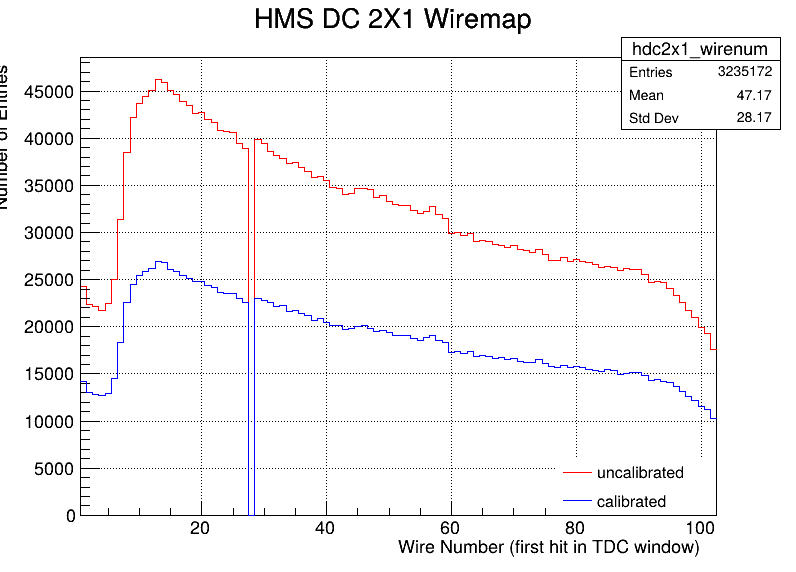 HMS DC 2X1 Wiremap
hdc2x1_wirenum
Entries 3235172
Mean 47.17
Std Dev 28.17
Number of Entries
45000
40000
35000
30000
25000
20000
15000
10000
5000
0
20 40 60 80 100
uncalibrated
calibrated
Wire Number (first hit in TDC window)